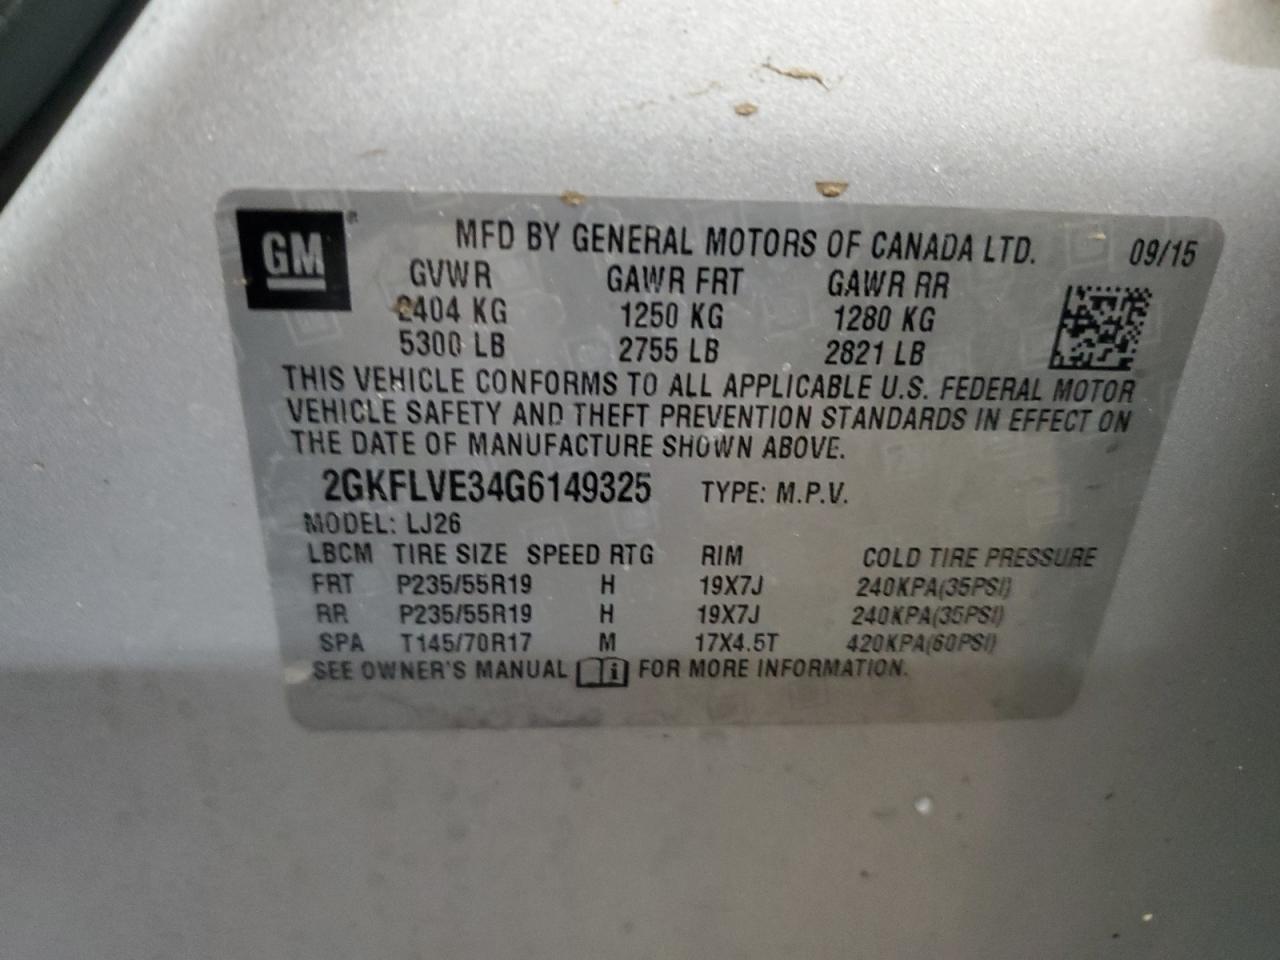 GM® MFD BY GENERAL MOTORS OF CANADA LTD. 09/15
GVWR GAWR FRT GAWR RR
2404 KG 1250 KG 1280 KG
5300 LB 2755 LB 2821 LB
THIS VEHICLE CONFORMS TO ALL APPLICABLE U.S. FEDERAL MOTOR
VEHICLE SAFETY AND THEFT PREVENTION STANDARDS IN EFFECT ON
THE DATE OF MANUFACTURE SHOWN ABOVE.
2GKFLVE34G6149325 TYPE: M.P.V.
MODEL: LJ26
LBCM TIRE SIZE SPEED RTG RIM COLD TIRE PRESSURE
FRT P235/55R19 H 19X7J 240KPA(35PSI)
RR P235/55R19 H 19X7J 240KPA(35PSI)
SPA T145/70R17 M 17X4.5T 420KPA(60PSI)
SEE OWNER'S MANUAL i FOR MORE INFORMATION.